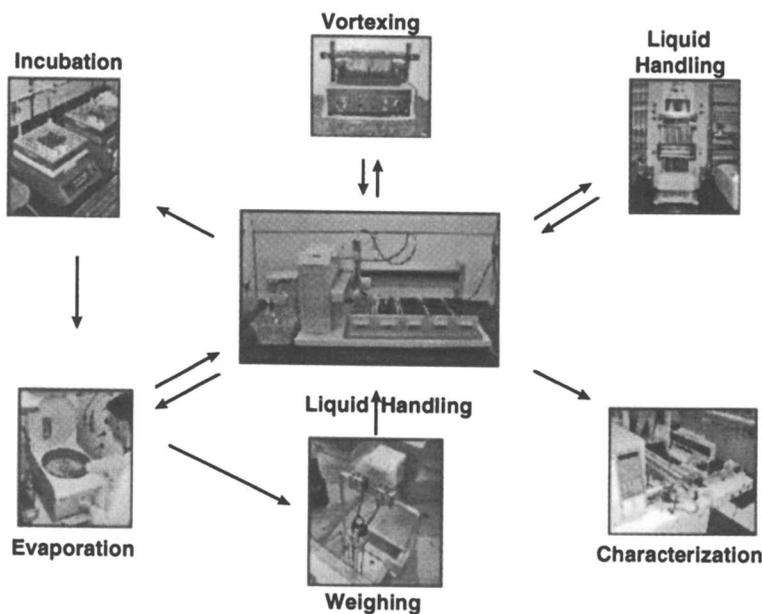 Vortexing
Incubation
Liquid
Handling
Liquid Handling
Evaporation
Weighing
Characterization